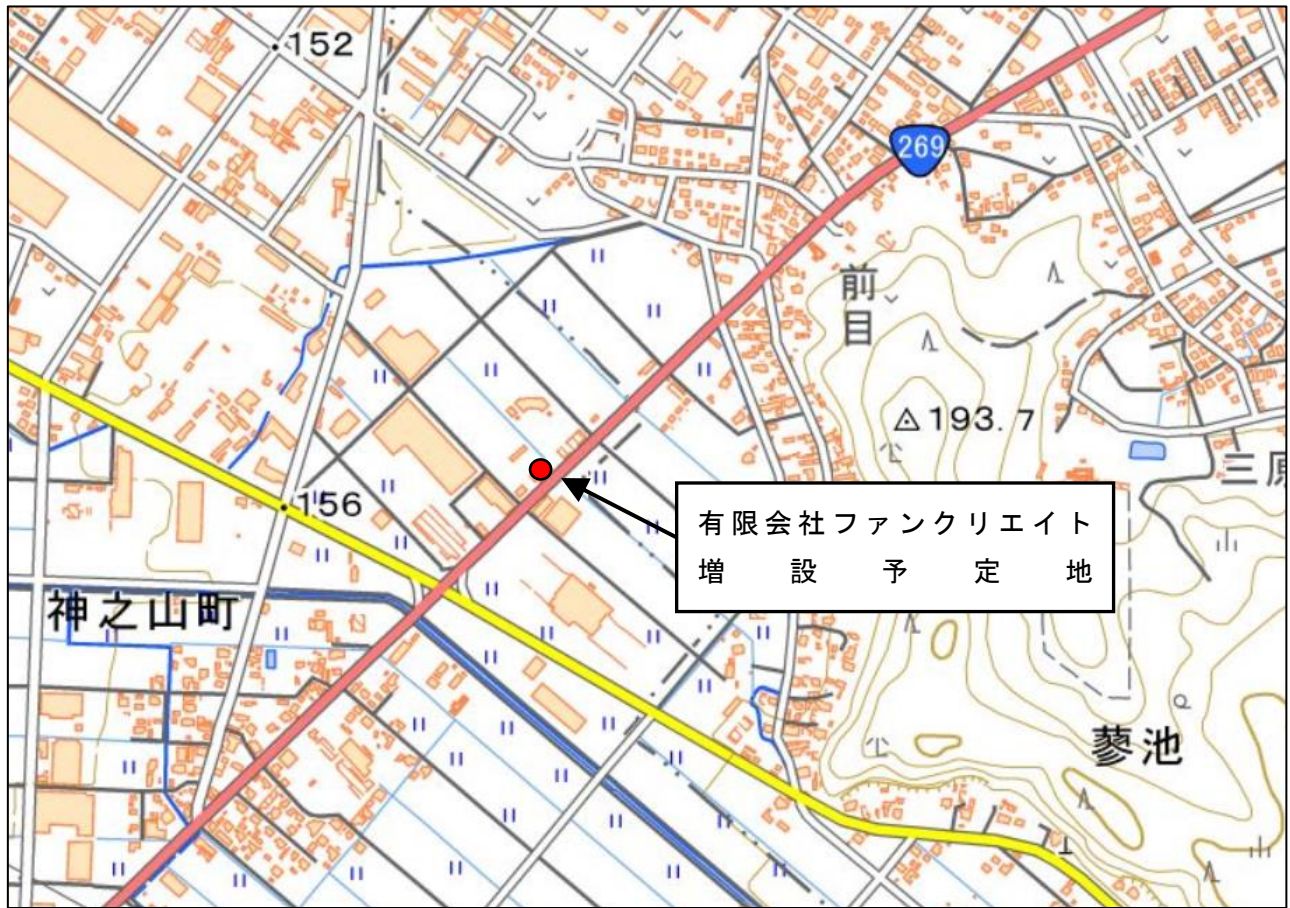 152
269
前目
193.7
三原
156
有限会社ファンクリエイト
増設予定地
神之山町
蓼池